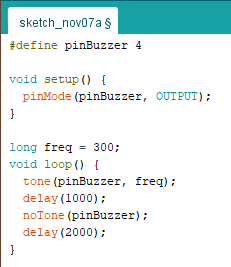 sketch_nov07a §
#define pinBuzzer 4

void setup() {
  pinMode(pinBuzzer, OUTPUT);
}

long freq = 300;
void loop() {
  tone(pinBuzzer, freq);
  delay(1000);
  noTone(pinBuzzer);
  delay(2000);
}